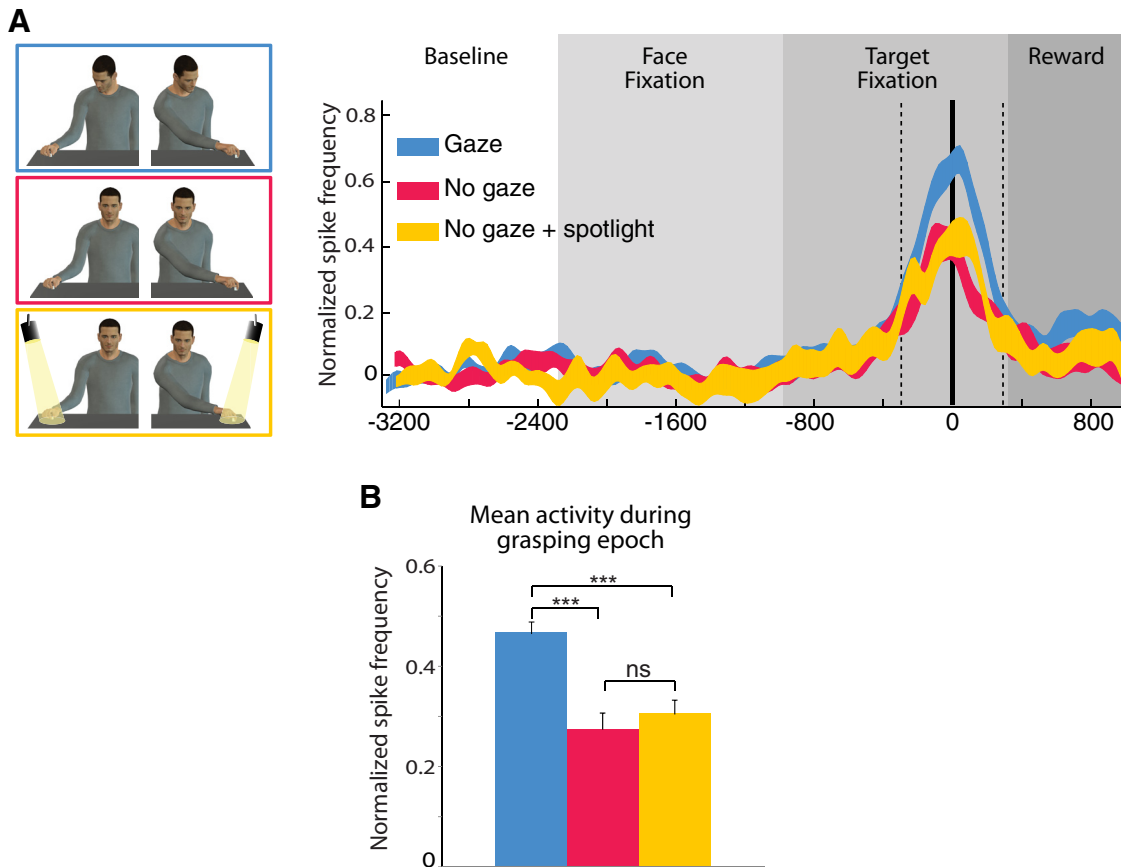 A
Baseline
Face
Fixation
Target
Fixation
Reward
Normalized spike frequency
0.8
0.6
0.4
0.2
0
Gaze
No gaze
No gaze + spotlight
-3200
-2400
-1600
-800
0
800
B
Mean activity during
grasping epoch
Normalized spike frequency
0.6
0.4
0.2
0
***
***
ns